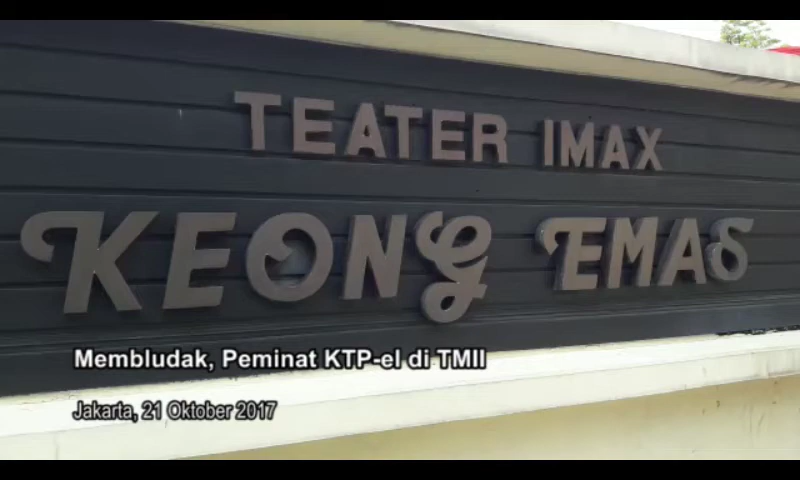 TEATER IMAX
KEONG EMAS
Membludak, Peminat KTP-el di TMII
Jakarta, 21 Oktober 2017